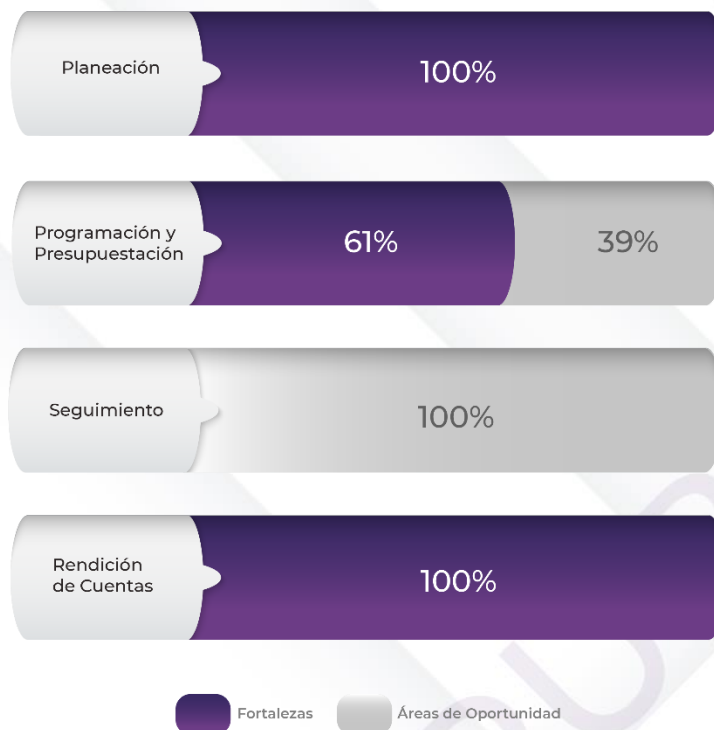 Planeación
100%
Programación y
Presupuestación
61%
39%
Seguimiento
100%
Rendición
de Cuentas
100%
Fortalezas
Áreas de Oportunidad